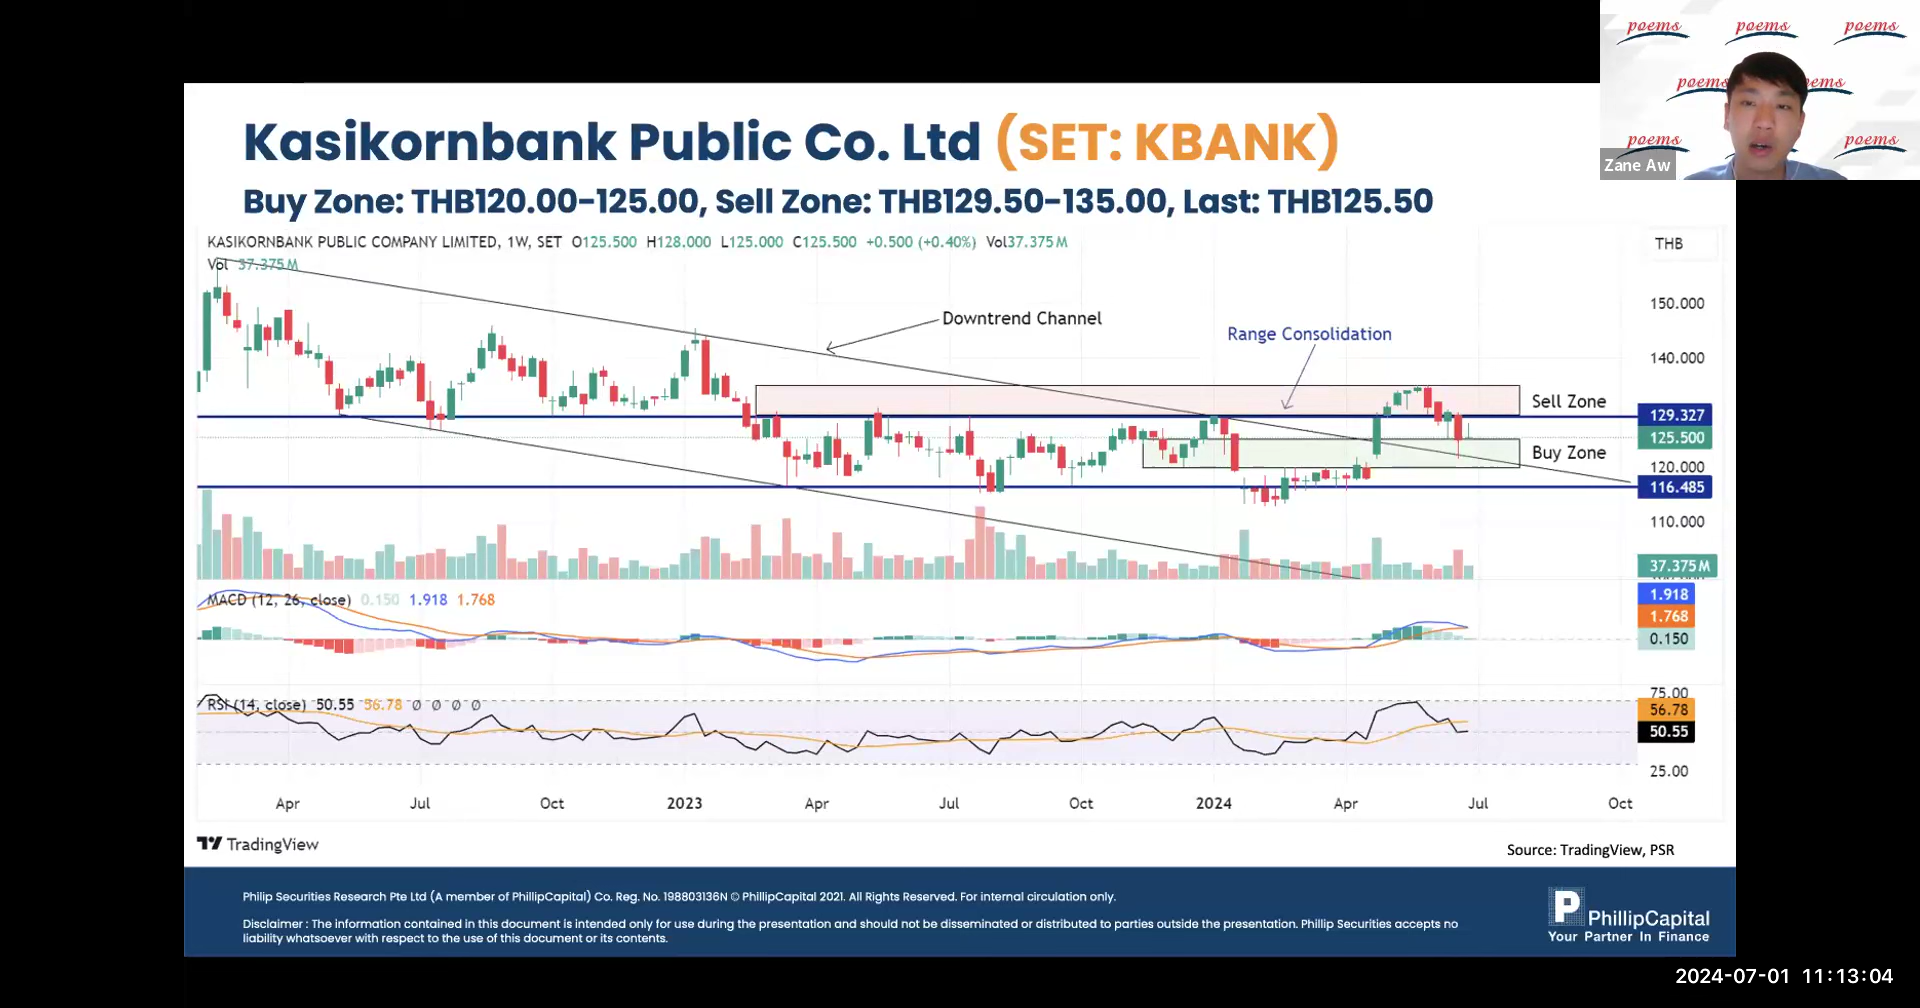 poems poems poems
poems poems
poems poems
Zane Aw
Kasikornbank Public Co. Ltd (SET: KBANK)
Buy Zone: THB120.00-125.00, Sell Zone: THB129.50-135.00, Last: THB125.50
KASIKORNBANK PUBLIC COMPANY LIMITED, 1W, SET O125.500 H128.000 L125.000 C125.500 +0.500 (+0.40%) Vol37.375M
THB
Vol 37.375M
150.000
Downtrend Channel
Range Consolidation
140.000
Sell Zone
129.327
125.500
Buy Zone
120.000
116.485
110.000
37.375M
MACD (12, 26, close) 0.150 1.918 1.768
1.918
1.768
0.150
75.00
RSI (14, close) 50.55 56.78 Ø Ø Ø Ø
56.78
50.55
25.00
Apr Jul Oct 2023 Apr Jul Oct 2024 Apr Jul Oct
TradingView
Source: TradingView, PSR
Philip Securities Research Pte Ltd (A member of PhillipCapital) Co. Reg. No. 198803136N © PhillipCapital 2021. All Rights Reserved. For internal circulation only.
Disclaimer : The information contained in this document is intended only for use during the presentation and should not be disseminated or distributed to parties outside the presentation. Phillip Securities accepts no
liability whatsoever with respect to the use of this document or its contents.
PhillipCapital
Your Partner In Finance
2024-07-01 11:13:04